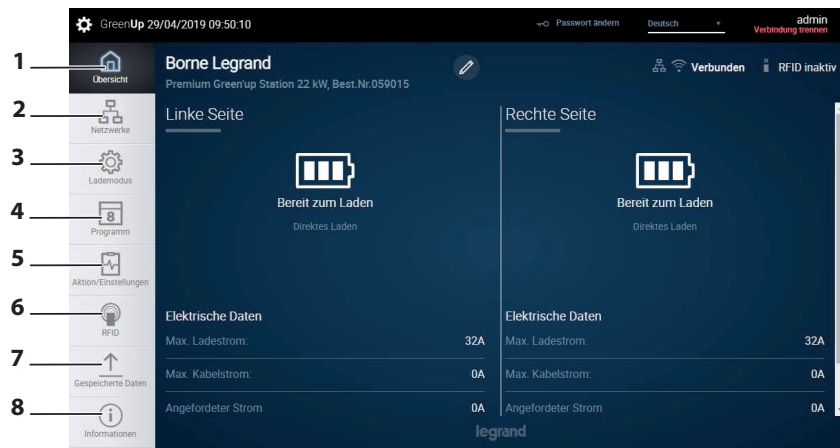 GreenUp 29/04/2019 09:50:10
Passwort ändern
Deutsch
admin
Verbindung trennen
1
Übersicht
2
Netzwerke
3
Lademodus
4
8
Programm
5
Aktion/Einstellungen
6
RFID
7
Gespeicherte Daten
8
i
Informationen
Borne Legrand
Premium Green'up Station 22 kW, Best.Nr.059015
Verbunden
RFID inaktiv
Linke Seite
Bereit zum Laden
Direktes Laden
Elektrische Daten
Max. Ladestrom: 32A
Max. Kabelstrom: 0A
Angefordeter Strom 0A
Rechte Seite
Bereit zum Laden
Direktes Laden
Elektrische Daten
Max. Ladestrom: 32A
Max. Kabelstrom: 0A
Angefordeter Strom 0A
legrand